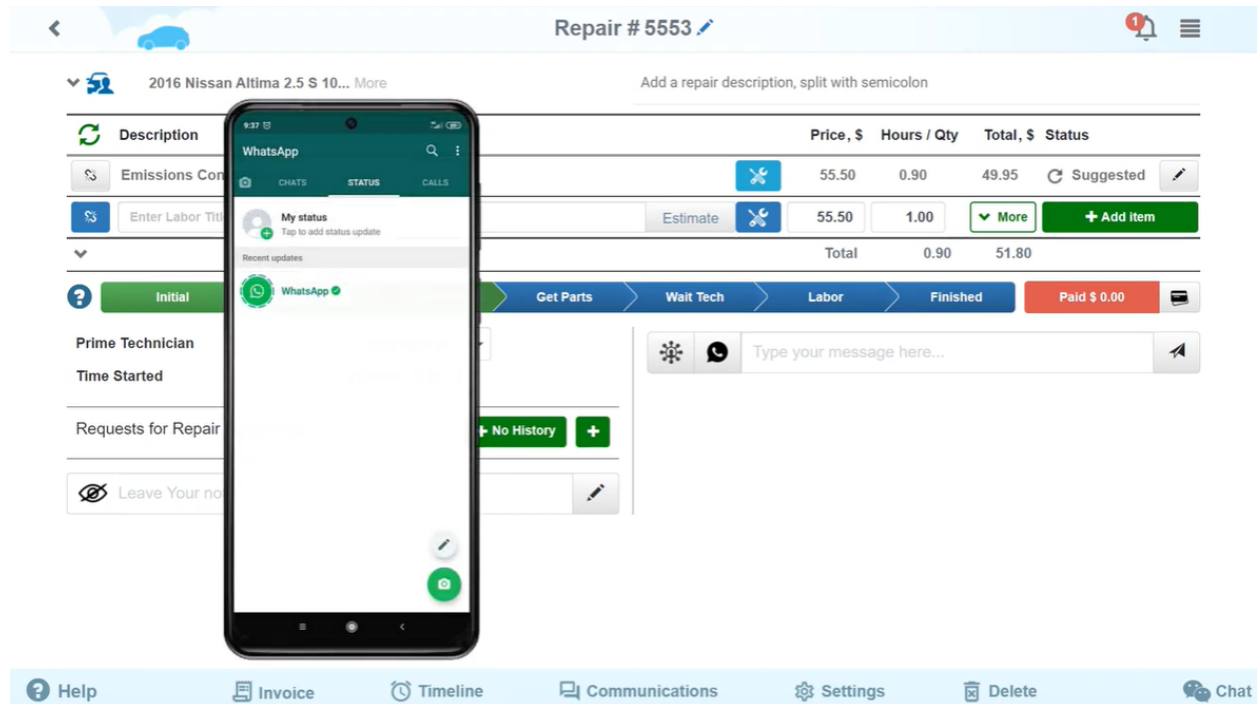 Repair # 5553
1
2016 Nissan Altima 2.5 S 10... More
Add a repair description, split with semicolon
Description Price, $ Hours / Qty Total, $ Status
Emissions Con 55.50 0.90 49.95 Suggested
Enter Labor Titl Estimate 55.50 1.00 More + Add item
Total 0.90 51.80
Initial Get Parts Wait Tech Labor Finished Paid $ 0.00
Prime Technician
Time Started
Type your message here...
Requests for Repair
No History
Leave Your no
9:37
WhatsApp
CHATS STATUS CALLS
My status
Tap to add status update
Recent updates
WhatsApp
Help Invoice Timeline Communications Settings Delete Chat